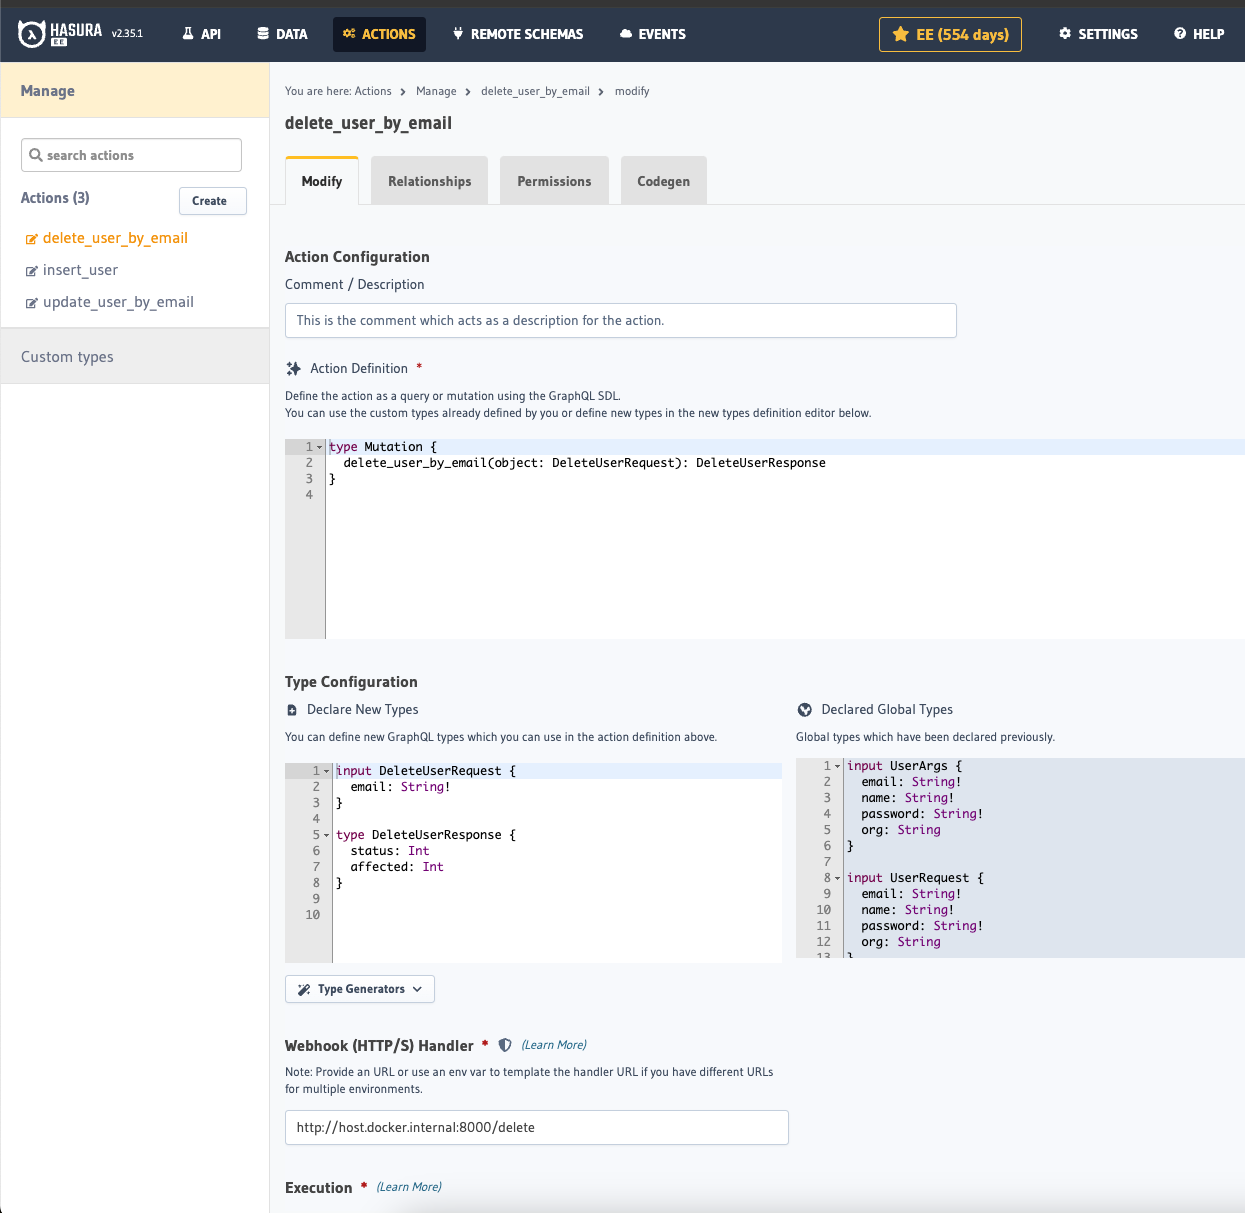 HASURA EE v2.35.1 API DATA ACTIONS REMOTE SCHEMAS EVENTS EE (554 days) SETTINGS HELP
Manage
search actions
Actions (3) Create
delete_user_by_email
insert_user
update_user_by_email
Custom types
You are here: Actions > Manage > delete_user_by_email > modify
delete_user_by_email
Modify Relationships Permissions Codegen
Action Configuration
Comment / Description
This is the comment which acts as a description for the action.
Action Definition *
Define the action as a query or mutation using the GraphQL SDL.
You can use the custom types already defined by you or define new types in the new types definition editor below.
1 type Mutation {
2   delete_user_by_email(object: DeleteUserRequest): DeleteUserResponse
3 }
4
Type Configuration
Declare New Types
You can define new GraphQL types which you can use in the action definition above.
1 input DeleteUserRequest {
2   email: String!
3 }
4
5 type DeleteUserResponse {
6   status: Int
7   affected: Int
8 }
9
10
Type Generators
Declared Global Types
Global types which have been declared previously.
1 input UserArgs {
2   email: String!
3   name: String!
4   password: String!
5   org: String
6 }
7
8 input UserRequest {
9   email: String!
10   name: String!
11   password: String!
12   org: String
13 }
Webhook (HTTP/S) Handler * (Learn More)
Note: Provide an URL or use an env var to template the handler URL if you have different URLs
for multiple environments.
http://host.docker.internal:8000/delete
Execution * (Learn More)